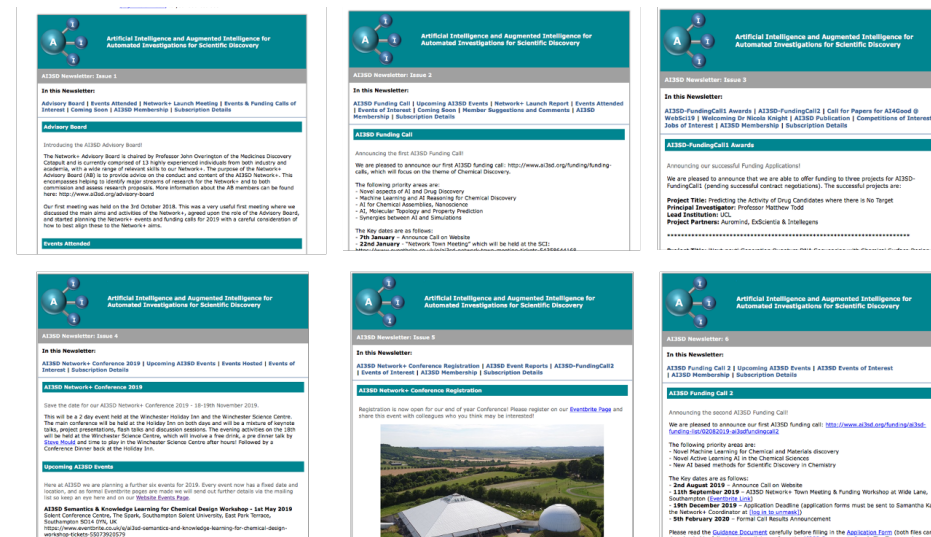 A
i
i
i
Artificial Intelligence and Augmented Intelligence for
Automated Investigations for Scientific Discovery
AI3SD Newsletter: Issue 1
In this Newsletter:
Advisory Board | Events Attended | Network+ Launch Meeting | Events & Funding Calls of
Interest | Coming Soon | AI3SD Membership | Subscription Details
Advisory Board
Introducing the AI3SD Advisory Board!
The Network+ Advisory Board is chaired by Professor John Overington of the Medicines Discovery
Catapult and is currently comprised of 13 highly experienced individuals from both industry and
academia, with a wide range of relevant skills to our Network. The purpose of the Network+
Advisory Board (AB) is to provide advice on the conduct and content of the AI3SD Network+. This
encompasses helping to identify major streams of research for the Network+ and to both
commission and assess research proposals. More information about the AB members can be found
here: http://www.ai3sd.org/advisory-board
Our first meeting was held on the 3rd October 2018. This was a very useful first meeting where we
discussed the main aims and activities of the Network+, agreed upon the role of the Advisory Board,
and started planning the Network+ events and funding calls for 2019 with a careful consideration of
how to best align these to the Network+ aims.
Events Attended
A
i
i
i
Artificial Intelligence and Augmented Intelligence for
Automated Investigations for Scientific Discovery
AI3SD Newsletter: Issue 2
In this Newsletter:
AI3SD Funding Call | Upcoming AI3SD Events | Network+ Launch Report | Events Attended
| Events of Interest | Coming Soon | Member Suggestions and Comments | AI3SD
Membership | Subscription Details
AI3SD Funding Call
Announcing the first AI3SD Funding Call!
We are pleased to announce our first AI3SD funding call: http://www.ai3sd.org/funding/funding-
calls, which will focus on the theme of Chemical Discovery.
The following priority areas are:
- Novel aspects of AI and Drug Discovery
- Machine Learning and AI Reasoning for Chemical Discovery
- AI for Chemical Assemblies, Nanoscience
- AI, Molecular Topology and Property Prediction
- Synergies between AI and Simulations
The Key dates are as follows:
- 7th January – Announce Call on Website
- 22nd January - "Network Town Meeting" which will be held at the SCI:
A
i
i
i
Artificial Intelligence and Augmented Intelligence for
Automated Investigations for Scientific Discovery
AI3SD Newsletter: Issue 3
In this Newsletter:
AI3SD-FundingCall1 Awards | AI3SD-FundingCall2 | Call for Papers for AI4Good @
WebSci19 | Welcoming Dr Nicola Knight | AI3SD Publication | Competitions of Interest
Jobs of Interest | AI3SD Membership | Subscription Details
AI3SD-FundingCall1 Awards
Announcing our successful Funding Applications!
We are pleased to announce that we are able to offer funding to three projects for AI3SD-
FundingCall1 (pending successful contract negotiations). The successful projects are:
Project Title: Predicting the Activity of Drug Candidates where there is No Target
Principal Investigator: Professor Matthew Todd
Lead Institution: UCL
Project Partners: Auromind, ExScientia & Intellegens
A
i
i
i
Artificial Intelligence and Augmented Intelligence for
Automated Investigations for Scientific Discovery
AI3SD Newsletter: Issue 4
In this Newsletter:
AI3SD Network+ Conference 2019 | Upcoming AI3SD Events | Events Hosted | Events of
Interest | Subscription Details
AI3SD Network+ Conference 2019
Save the date for our AI3SD Network+ Conference 2019 - 18-19th November 2019.
This will be a 2 day event held at the Winchester Holiday Inn and the Winchester Science Centre.
The main conference will be held at the Holiday Inn on both days and will be a mixture of keynote
talks, project presentations, flash talks and discussion sessions. The evening activities on the 18th
will be held at the Winchester Science Centre, which will involve a free drink, a pre dinner talk by
Steve Mould and time to play in the Winchester Science Centre after hours! Followed by a
Conference Dinner back at the Holiday Inn.
Upcoming AI3SD Events
Here at AI3SD we are planning a further six events for 2019. Every event now has a fixed date and
location, and as formal Eventbrite pages are made we will send out further details via the mailing
list so keep an eye here and on our Website Events Page.
AI3SD Semantics & Knowledge Learning for Chemical Design Workshop - 1st May 2019
Solent Conference Centre, The Spark, Southampton Solent University, East Park Terrace,
Southampton SO14 0YN, UK
https://www.eventbrite.co.uk/e/ai3sd-semantics-and-knowledge-learning-for-chemical-design-
workshop-tickets-55073920579
A
i
i
i
Artificial Intelligence and Augmented Intelligence for
Automated Investigations for Scientific Discovery
AI3SD Newsletter: Issue 5
In this Newsletter:
AI3SD Network+ Conference Registration | AI3SD Event Reports | AI3SD-FundingCall2
| Events of Interest | AI3SD Membership | Subscription Details
AI3SD Network+ Conference Registration
Registration is now open for our end of year Conference! Please register on our Eventbrite Page and
share this event with colleagues who you think may be interested!
A
i
i
i
Artificial Intelligence and Augmented Intelligence for
Automated Investigations for Scientific Discovery
AI3SD Newsletter: 6
In this Newsletter:
AI3SD Funding Call 2 | Upcoming AI3SD Events | AI3SD Events of Interest
| AI3SD Membership | Subscription Details
AI3SD Funding Call 2
Announcing the second AI3SD Funding Call!
We are pleased to announce our first AI3SD funding call: http://www.ai3sd.org/funding/ai3sd-
funding-list/02082019-ai3sdfundingcall2
The following priority areas are:
- Novel Machine Learning for Chemical and Materials discovery
- Novel Active Learning AI in the Chemical Sciences
- New AI based methods for Scientific Discovery in Chemistry
The Key dates are as follows:
- 2nd August 2019 – Announce Call on Website
- 11th September 2019 – AI3SD Network+ Town Meeting & Funding Workshop at Wide Lane,
Southampton (Eventbrite Link)
- 19th December 2019 – Application Deadline (application forms must be sent to Samantha Ka
the Network+ Coordinator at [log in to unmask])
- 5th February 2020 – Formal Call Results Announcement
Please read the Guidance Document carefully before filling in the Application Form (both files can